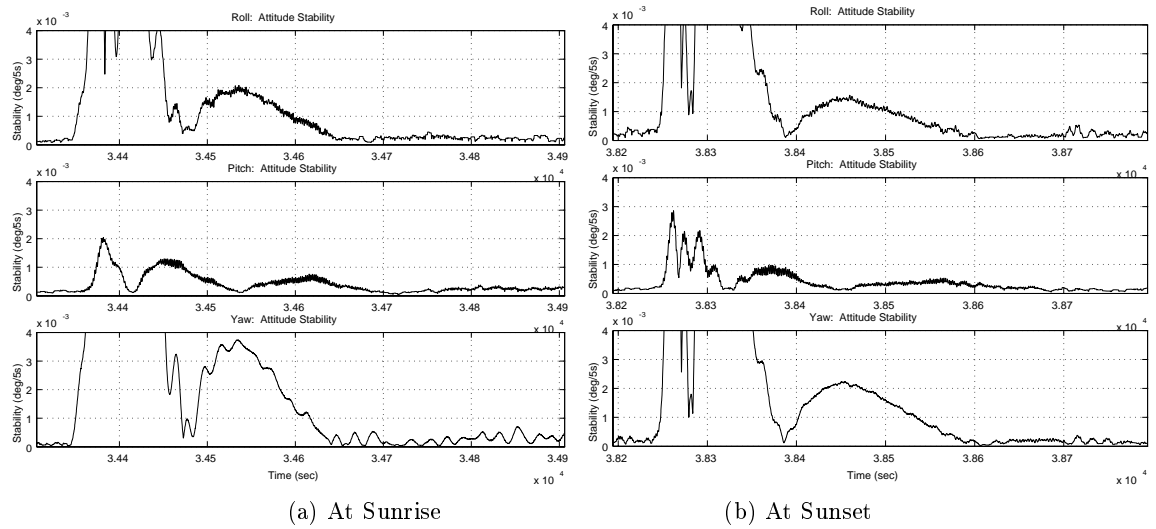 Roll: Attitude Stability
x 10 -3
4
3
2
1
0
Stability (deg/5s)
3.44 3.45 3.46 3.47 3.48 3.49
x 10 4
Pitch: Attitude Stability
x 10 -3
4
3
2
1
0
Stability (deg/5s)
3.44 3.45 3.46 3.47 3.48 3.49
x 10 4
Yaw: Attitude Stability
x 10 -3
4
3
2
1
0
Stability (deg/5s)
3.44 3.45 3.46 3.47 3.48 3.49
Time (sec)
x 10 4
(a) At Sunrise
Roll: Attitude Stability
x 10 -3
4
3
2
1
0
Stability (deg/5s)
3.82 3.83 3.84 3.85 3.86 3.87
x 10 4
Pitch: Attitude Stability
x 10 -3
4
3
2
1
0
Stability (deg/5s)
3.82 3.83 3.84 3.85 3.86 3.87
x 10 4
Yaw: Attitude Stability
x 10 -3
4
3
2
1
0
Stability (deg/5s)
3.82 3.83 3.84 3.85 3.86 3.87
Time (sec)
x 10 4
(b) At Sunset